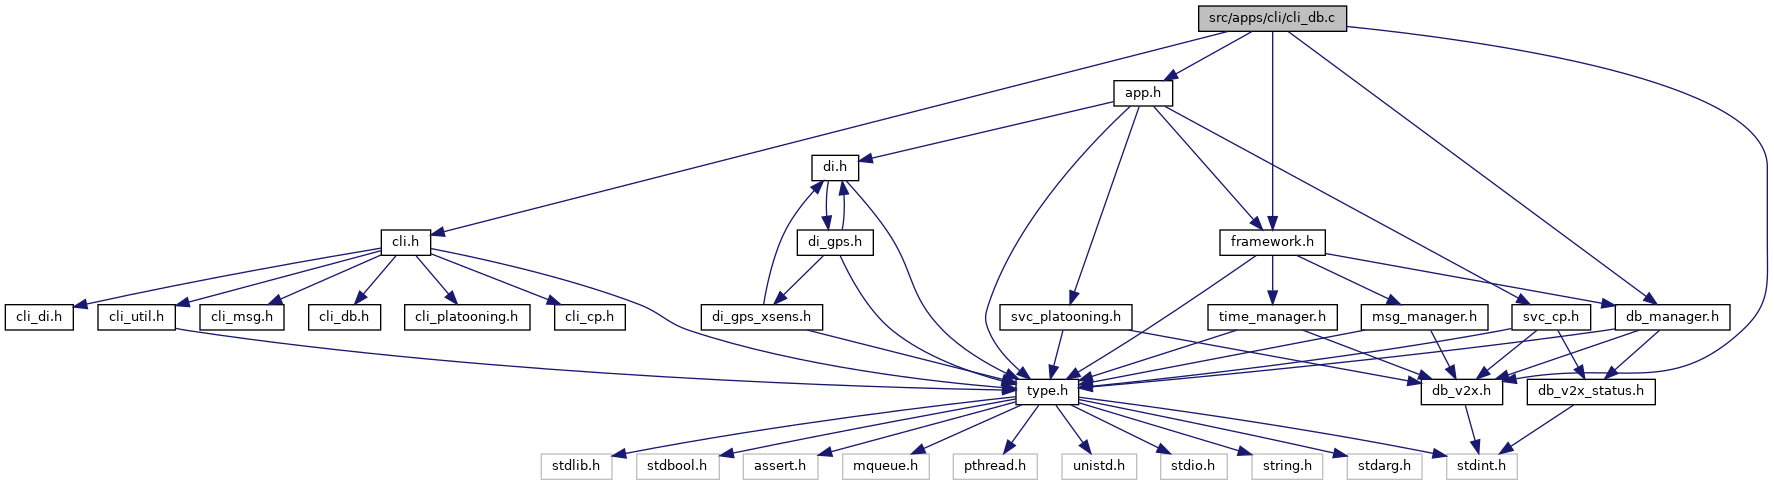 src/apps/cli/cli_db.c
app.h
di.h
cli.h
di_gps.h
framework.h
cli_di.h
cli_util.h
cli_msg.h
cli_db.h
cli_platooning.h
cli_cp.h
di_gps_xsens.h
svc_platooning.h
time_manager.h
msg_manager.h
svc_cp.h
db_manager.h
type.h
db_v2x.h
db_v2x_status.h
stdlib.h
stdbool.h
assert.h
mqueue.h
pthread.h
unistd.h
stdio.h
string.h
stdarg.h
stdint.h